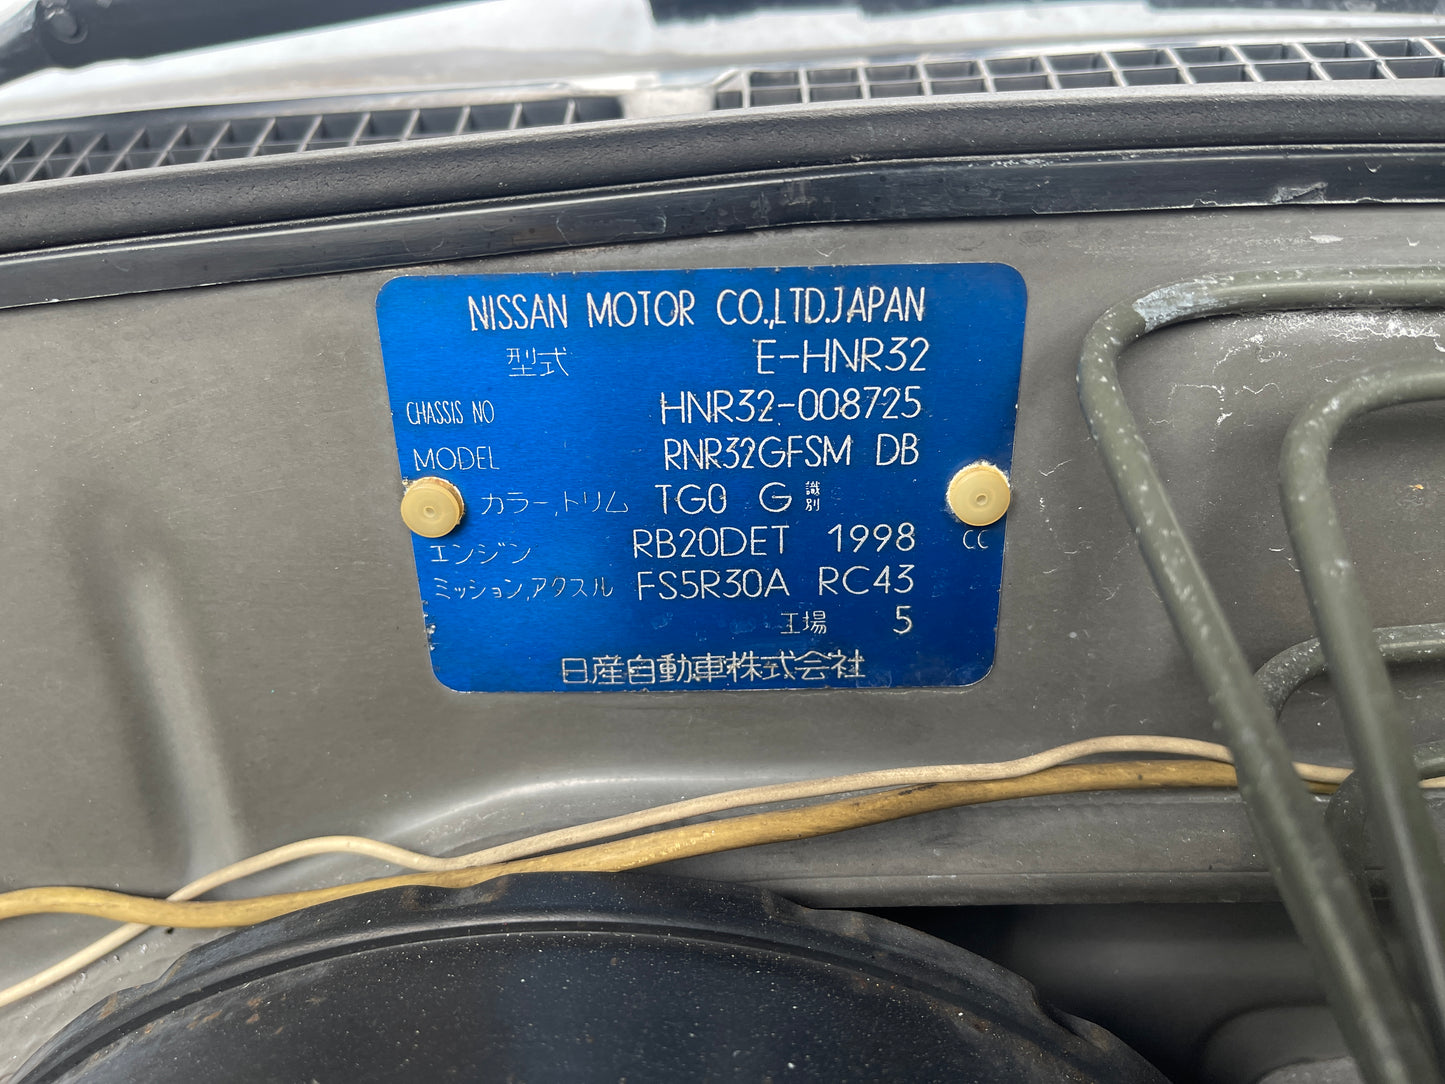 NISSAN MOTOR CO.,LTD.JAPAN
型式 E-HNR32
CHASSIS NO HNR32-008725
MODEL RNR32GFSM DB
カラー,トリム TG0 G 識別
エンジン RB20DET 1998 CC
ミッション,アクスル FS5R30A RC43
工場 5
日産自動車株式会社